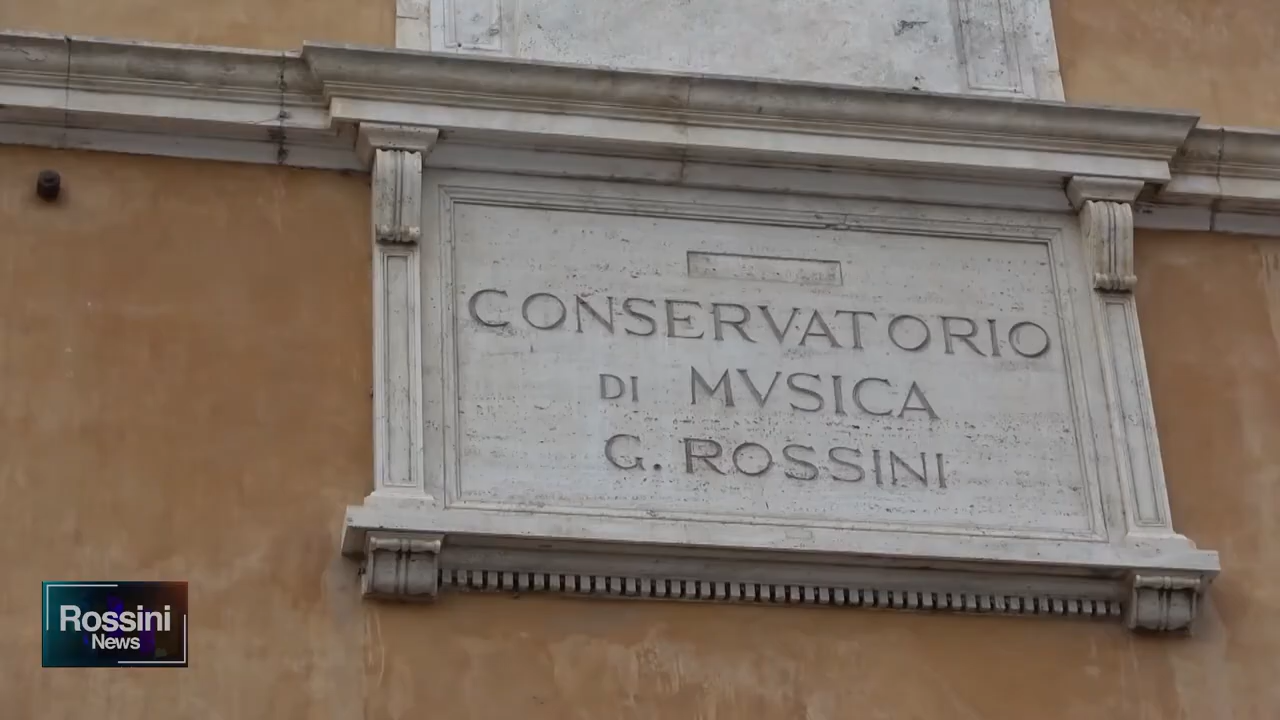 CONSERVATORIO
DI MVSICA
G. ROSSINI
Rossini
News